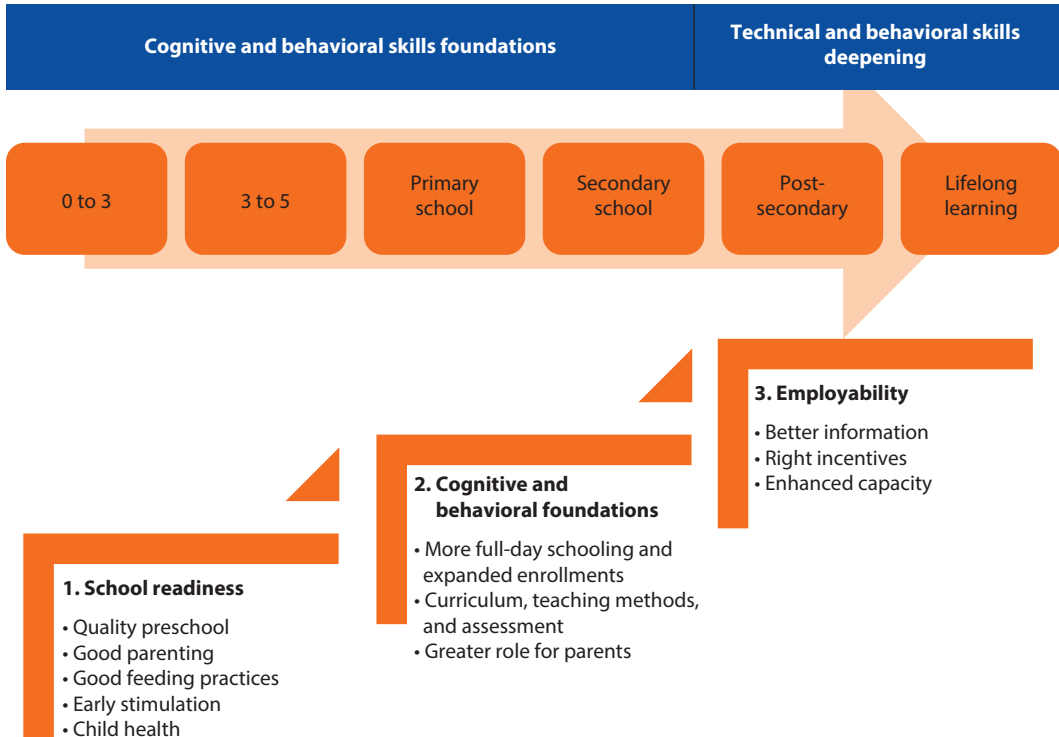 Cognitive and behavioral skills foundations
Technical and behavioral skills
deepening
0 to 3
3 to 5
Primary
school
Secondary
school
Post-
secondary
Lifelong
learning
1. School readiness
• Quality preschool
• Good parenting
• Good feeding practices
• Early stimulation
• Child health
2. Cognitive and
behavioral foundations
• More full-day schooling and
expanded enrollments
• Curriculum, teaching methods,
and assessment
• Greater role for parents
3. Employability
• Better information
• Right incentives
• Enhanced capacity